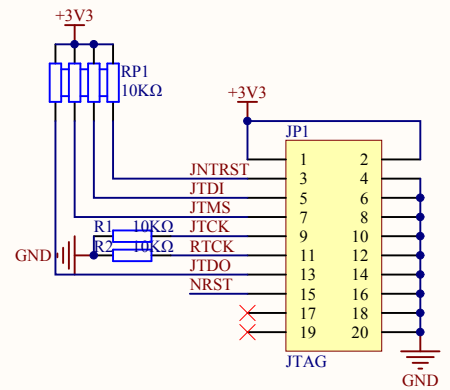 +3V3
RP1
10KΩ
+3V3
JP1
1 2
JNTRST 3 4
JTDI 5 6
JTMS 7 8
R1 10KΩ JTCK 9 10
GND R2 10KΩ RTCK 11 12
JTDO 13 14
NRST 15 16
17 18
19 20
JTAG
GND